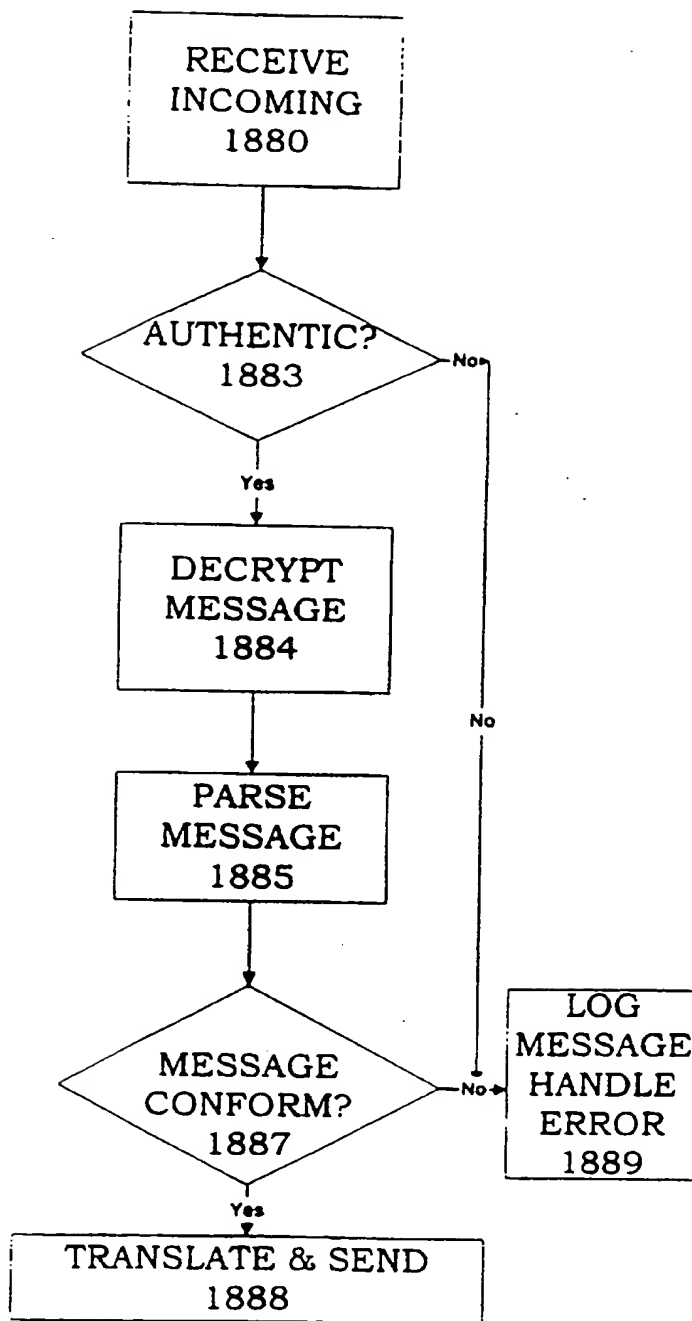 RECEIVE
INCOMING
1880
AUTHENTIC?
1883
No
Yes
DECRYPT
MESSAGE
1884
No
PARSE
MESSAGE
1885
MESSAGE
CONFORM?
1887
No
LOG
MESSAGE
HANDLE
ERROR
1889
Yes
TRANSLATE & SEND
1888